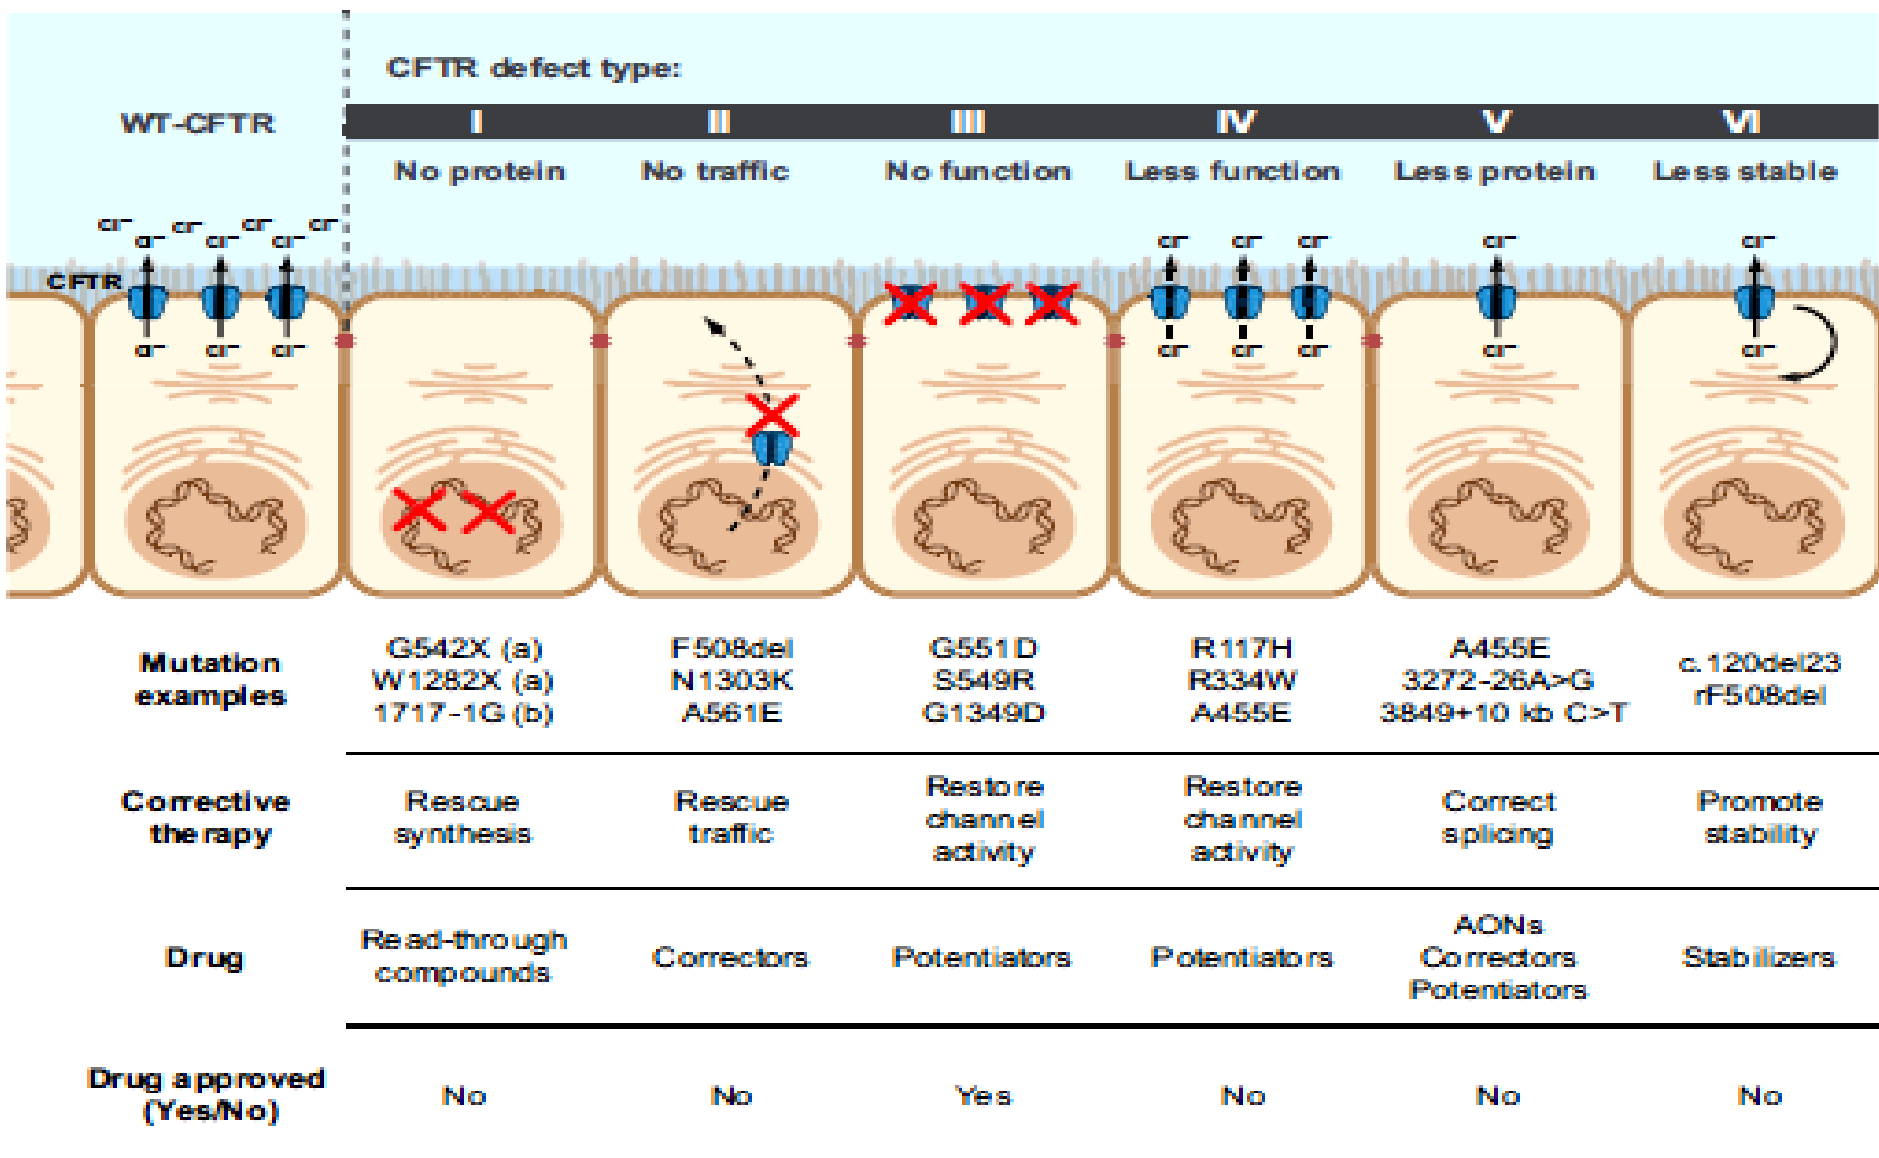 CFTR defect type:
WT-CFTR
I II III IV V VI
No protein No traffic No function Less function Less protein Less stable
Cl– Cl– Cl– Cl–
Cl– Cl– Cl– Cl– Cl– Cl– Cl– Cl–
CFTR
Cl– Cl– Cl– Cl– Cl– Cl– Cl– Cl–
Mutation
examples
G542X (a)
W1282X (a)
1717-1G (b)
F508del
N1303K
A561E
G551D
S549R
G1349D
R117H
R334W
A455E
A455E
3272-26A>G
3849+10 kb C>T
c.120del23
rF508del
Corrective
therapy
Rescue
synthesis
Rescue
traffic
Restore
channel
activity
Restore
channel
activity
Correct
splicing
Promote
stability
Drug
Read-through
compounds
Correctors
Potentiators
Potentiators
AONs
Correctors
Potentiators
Stabilizers
Drug approved
(Yes/No)
No No Yes No No No